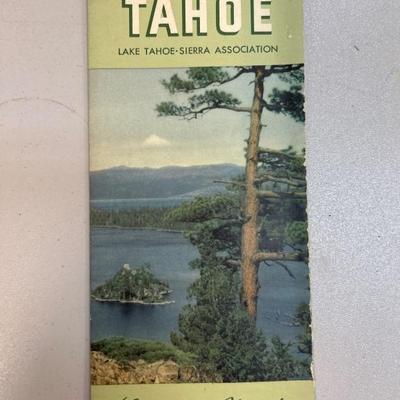 TAHOE
LAKE TAHOE•SIERRA ASSOCIATION